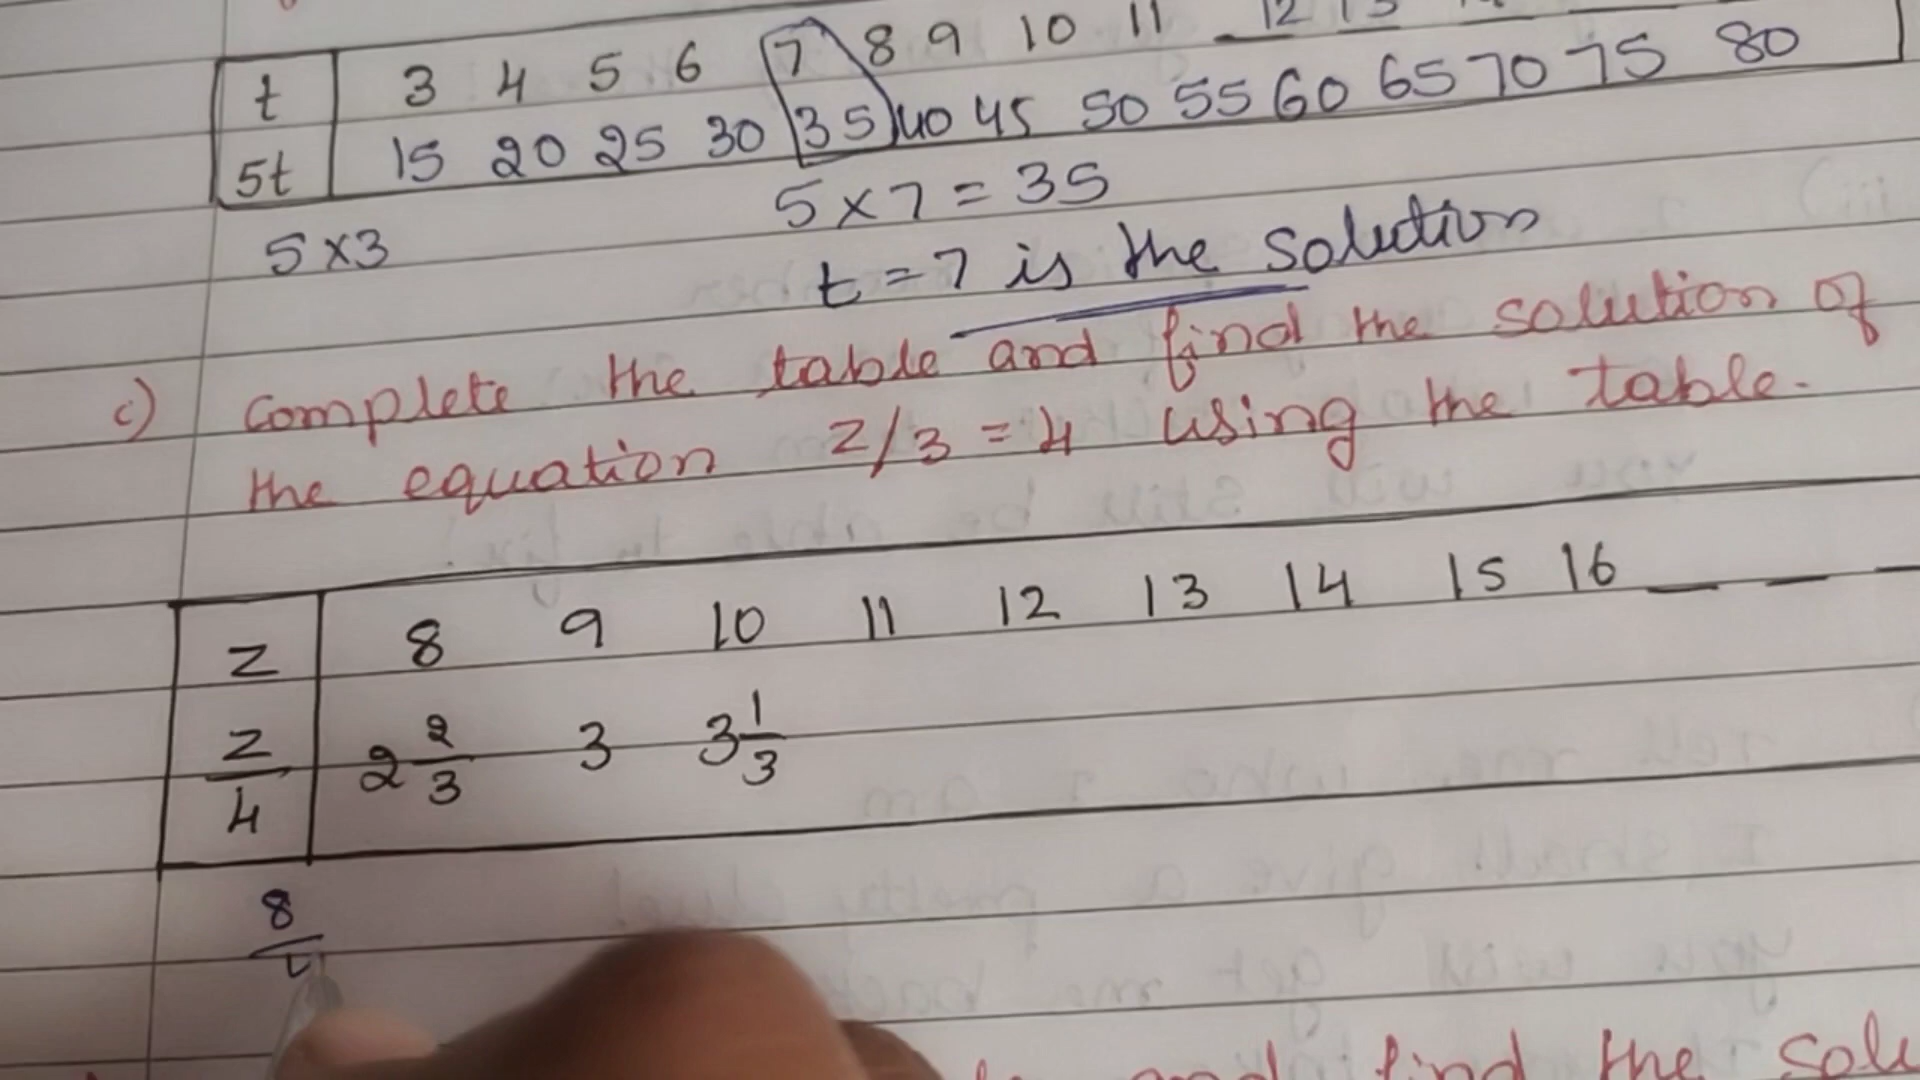 t 3 4 5 6 7 8 9 10 11 12 13
5t 15 20 25 30 35 40 45 50 55 60 65 70 75 80
5×3 5×7=35
t=7 is the solution
c) complete the table and find the solution of
the equation z/3 = 4 using the table.
z 8 9 10 11 12 13 14 15 16 _ _ _
z/4 2 2/3 3 3 1/3
8
and find the